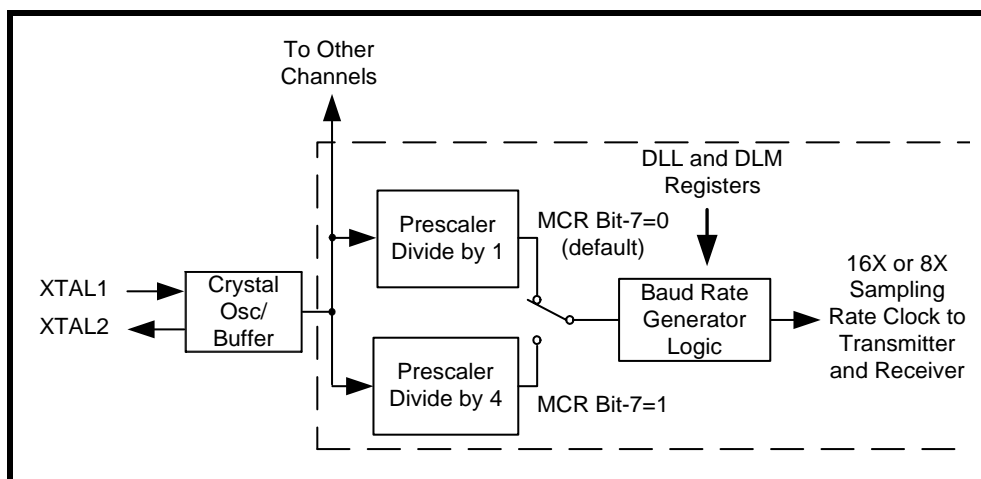 To Other
Channels
DLL and DLM
Registers
Prescaler
Divide by 1
MCR Bit-7=0
(default)
XTAL1
XTAL2
Crystal
Osc/
Buffer
Baud Rate
Generator
Logic
16X or 8X
Sampling
Rate Clock to
Transmitter
and Receiver
Prescaler
Divide by 4
MCR Bit-7=1